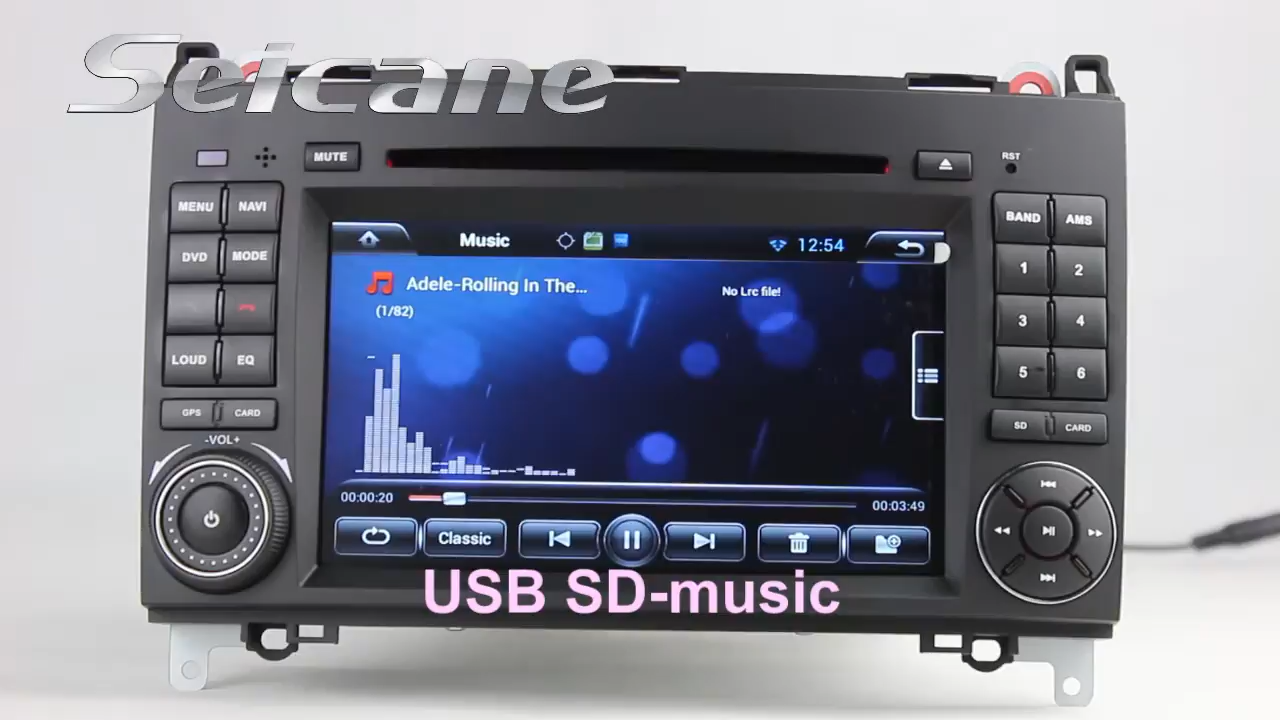 Seicane
MUTE
RST
MENU NAVI
DVD MODE
LOUD EQ
GPS CARD
-VOL+
BAND AMS
1 2
3 4
5 6
SD CARD
Music 12:54
Adele-Rolling In The...
No Lrc file!
(1/82)
00:00:20
00:03:49
Classic
USB SD-music